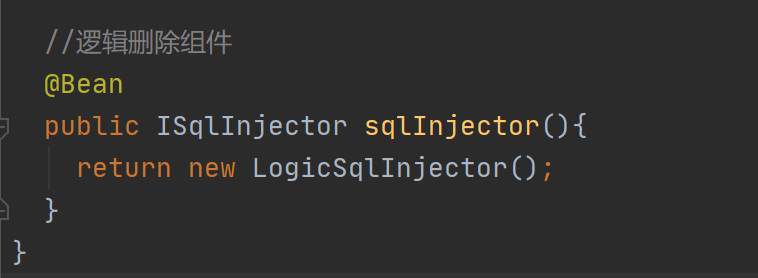 //逻辑删除组件
@Bean
public ISqlInjector sqlInjector(){
return new LogicSqlInjector();
}
}